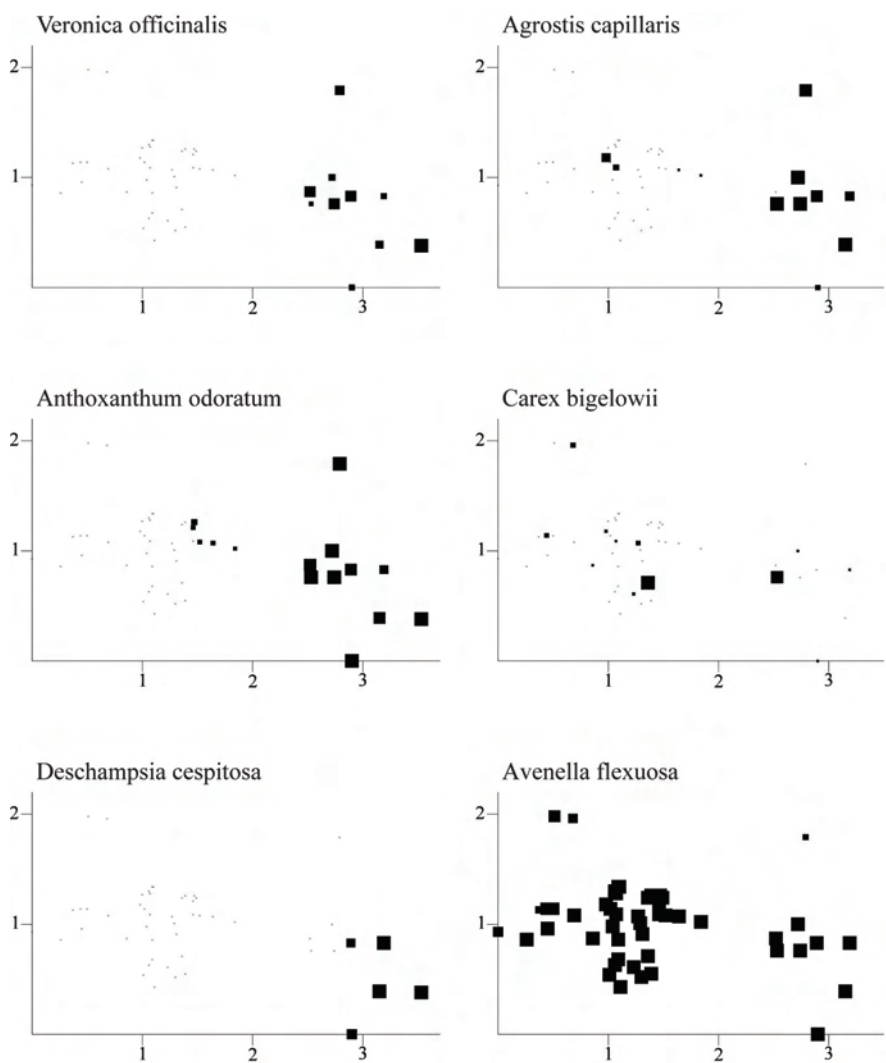 Veronica officinalis
Agrostis capillaris
2
1
1 2 3
2
1
1 2 3
Anthoxanthum odoratum
Carex bigelowii
2
1
1 2 3
2
1
1 2 3
Deschampsia cespitosa
Avenella flexuosa
2
1
1 2 3
2
1
1 2 3